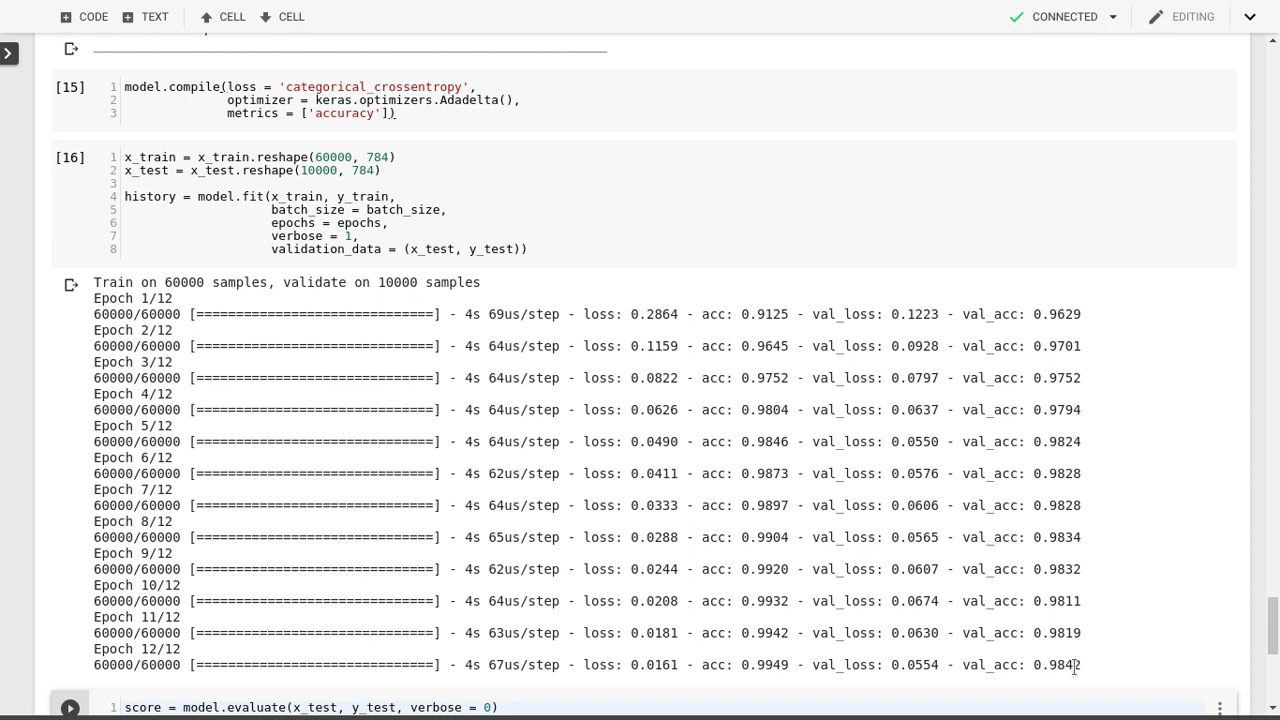 CODE TEXT CELL CELL CONNECTED EDITING
[15]
1 model.compile(loss = 'categorical_crossentropy',
2 optimizer = keras.optimizers.Adadelta(),
3 metrics = ['accuracy'])
[16]
1 x_train = x_train.reshape(60000, 784)
2 x_test = x_test.reshape(10000, 784)
3
4 history = model.fit(x_train, y_train,
5 batch_size = batch_size,
6 epochs = epochs,
7 verbose = 1,
8 validation_data = (x_test, y_test))
Train on 60000 samples, validate on 10000 samples
Epoch 1/12
60000/60000 [==============================] - 4s 69us/step - loss: 0.2864 - acc: 0.9125 - val_loss: 0.1223 - val_acc: 0.9629
Epoch 2/12
60000/60000 [==============================] - 4s 64us/step - loss: 0.1159 - acc: 0.9645 - val_loss: 0.0928 - val_acc: 0.9701
Epoch 3/12
60000/60000 [==============================] - 4s 64us/step - loss: 0.0822 - acc: 0.9752 - val_loss: 0.0797 - val_acc: 0.9752
Epoch 4/12
60000/60000 [==============================] - 4s 64us/step - loss: 0.0626 - acc: 0.9804 - val_loss: 0.0637 - val_acc: 0.9794
Epoch 5/12
60000/60000 [==============================] - 4s 64us/step - loss: 0.0490 - acc: 0.9846 - val_loss: 0.0550 - val_acc: 0.9824
Epoch 6/12
60000/60000 [==============================] - 4s 62us/step - loss: 0.0411 - acc: 0.9873 - val_loss: 0.0576 - val_acc: 0.9828
Epoch 7/12
60000/60000 [==============================] - 4s 64us/step - loss: 0.0333 - acc: 0.9897 - val_loss: 0.0606 - val_acc: 0.9828
Epoch 8/12
60000/60000 [==============================] - 4s 65us/step - loss: 0.0288 - acc: 0.9904 - val_loss: 0.0565 - val_acc: 0.9834
Epoch 9/12
60000/60000 [==============================] - 4s 62us/step - loss: 0.0244 - acc: 0.9920 - val_loss: 0.0607 - val_acc: 0.9832
Epoch 10/12
60000/60000 [==============================] - 4s 64us/step - loss: 0.0208 - acc: 0.9932 - val_loss: 0.0674 - val_acc: 0.9811
Epoch 11/12
60000/60000 [==============================] - 4s 63us/step - loss: 0.0181 - acc: 0.9942 - val_loss: 0.0630 - val_acc: 0.9819
Epoch 12/12
60000/60000 [==============================] - 4s 67us/step - loss: 0.0161 - acc: 0.9949 - val_loss: 0.0554 - val_acc: 0.9842
1 score = model.evaluate(x_test, y_test, verbose = 0)